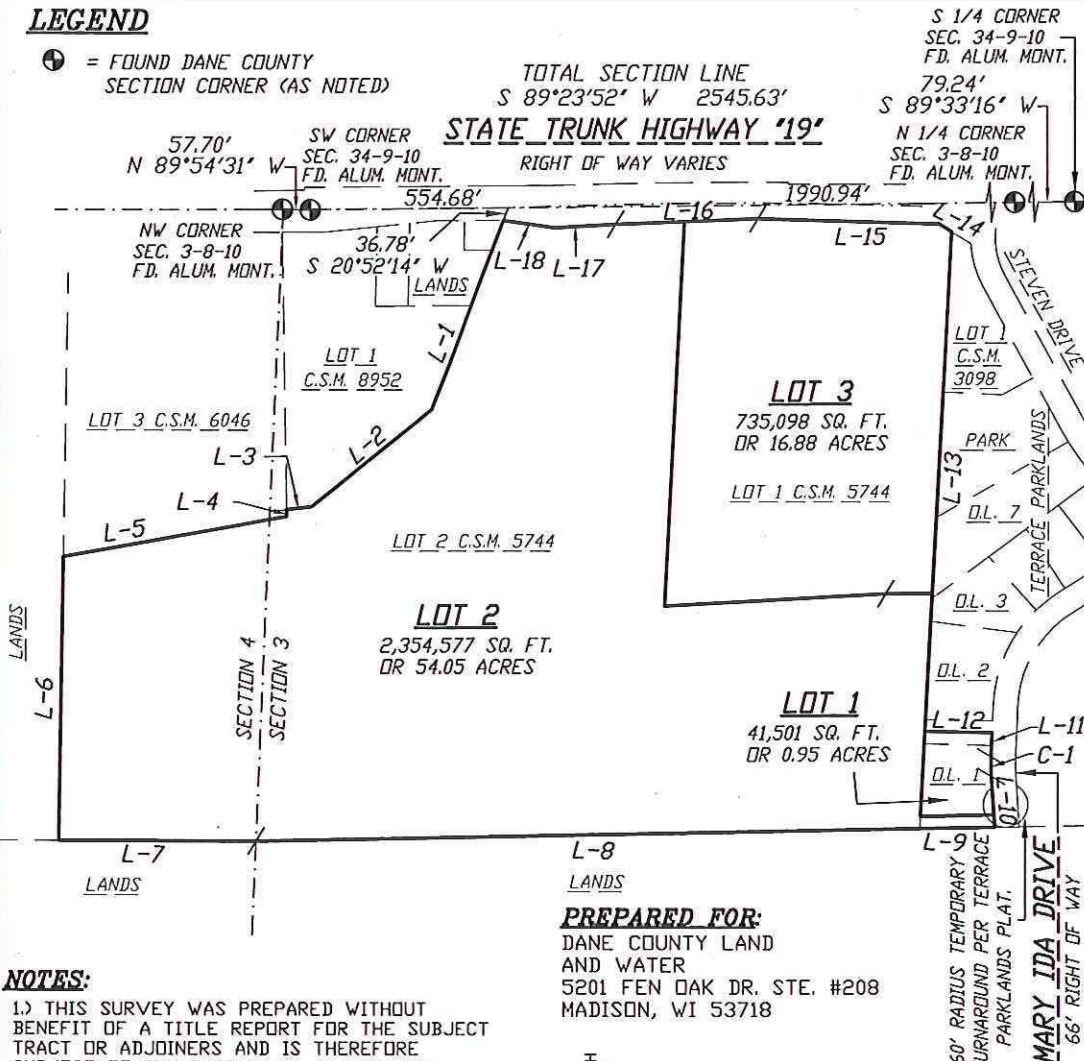 LEGEND
= FOUND DANE COUNTY
SECTION CORNER (AS NOTED)
TOTAL SECTION LINE
S 89°23'52" W 2545.63'
STATE TRUNK HIGHWAY "19"
RIGHT OF WAY VARIES
S 1/4 CORNER
SEC. 34-9-10
FD. ALUM. MONT.
79.24'
S 89°33'16" W
N 1/4 CORNER
SEC. 3-8-10
FD. ALUM. MONT.
57.70'
N 89°54'31" W
SW CORNER
SEC. 34-9-10
FD. ALUM. MONT.
554.68'
1990.94'
NW CORNER
SEC. 3-8-10
FD. ALUM. MONT.
36.78'
S 20°52'14" W
LANDS
L-18
L-17
L-16
L-15
L-14
STEVEN DRIVE
L-1
LOT 1
C.S.M. 8952
LOT 1
C.S.M.
3098
LOT 3
735,098 SQ. FT.
OR 16.88 ACRES
LOT 3 C.S.M. 6046
L-2
L-3
L-4
L-5
PARK
L-13
LOT 1 C.S.M. 5744
O.L. 7
TERRACE PARKLANDS
LOT 2 C.S.M. 5744
O.L. 3
LANDS
LOT 2
2,354,577 SQ. FT.
OR 54.05 ACRES
SECTION 4
SECTION 3
L-6
O.L. 2
LOT 1
41,501 SQ. FT.
OR 0.95 ACRES
L-12
L-11
C-1
O.L. 1
L-10
L-7
L-8
L-9
LANDS
LANDS
60' RADIUS TEMPORARY
TURNAROUND PER TERRACE
PARKLANDS PLAT.
MARY IDA DRIVE
66' RIGHT OF WAY
PREPARED FOR:
DANE COUNTY LAND
AND WATER
5201 FEN OAK DR. STE. #208
MADISON, WI 53718
NOTES:
1.) THIS SURVEY WAS PREPARED WITHOUT
BENEFIT OF A TITLE REPORT FOR THE SUBJECT
TRACT OR ADJOINERS AND IS THEREFORE